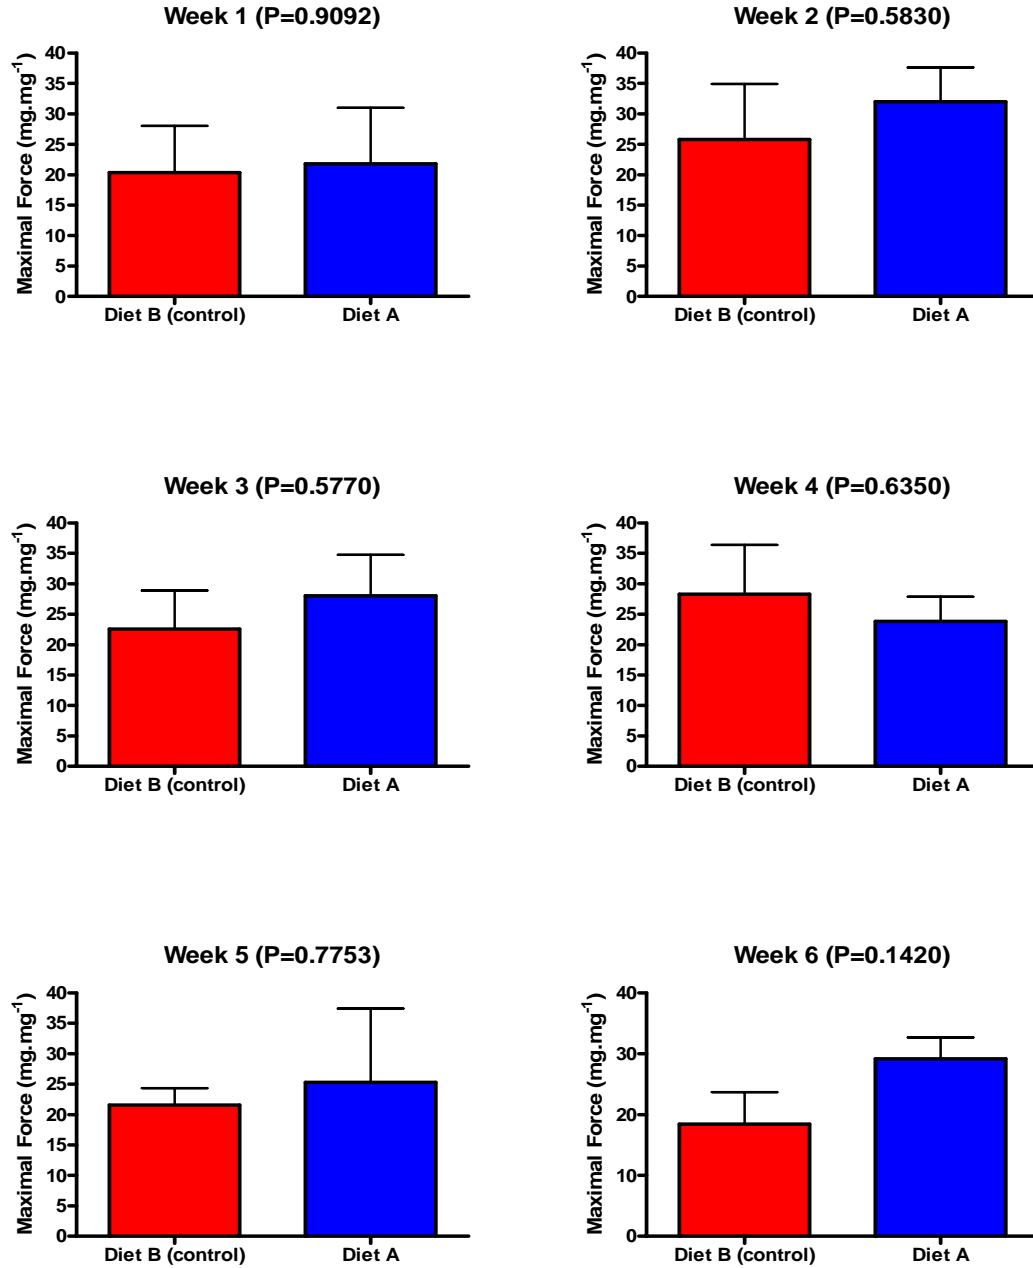 Week 1 (P=0.9092)
Maximal Force (mg.mg⁻¹)
40
35
30
25
20
15
10
5
0
Diet B (control) Diet A
Week 2 (P=0.5830)
Maximal Force (mg.mg⁻¹)
40
35
30
25
20
15
10
5
0
Diet B (control) Diet A
Week 3 (P=0.5770)
Maximal Force (mg.mg⁻¹)
40
35
30
25
20
15
10
5
0
Diet B (control) Diet A
Week 4 (P=0.6350)
Maximal Force (mg.mg⁻¹)
40
35
30
25
20
15
10
5
0
Diet B (control) Diet A
Week 5 (P=0.7753)
Maximal Force (mg.mg⁻¹)
40
35
30
25
20
15
10
5
0
Diet B (control) Diet A
Week 6 (P=0.1420)
Maximal Force (mg.mg⁻¹)
40
30
20
10
0
Diet B (control) Diet A